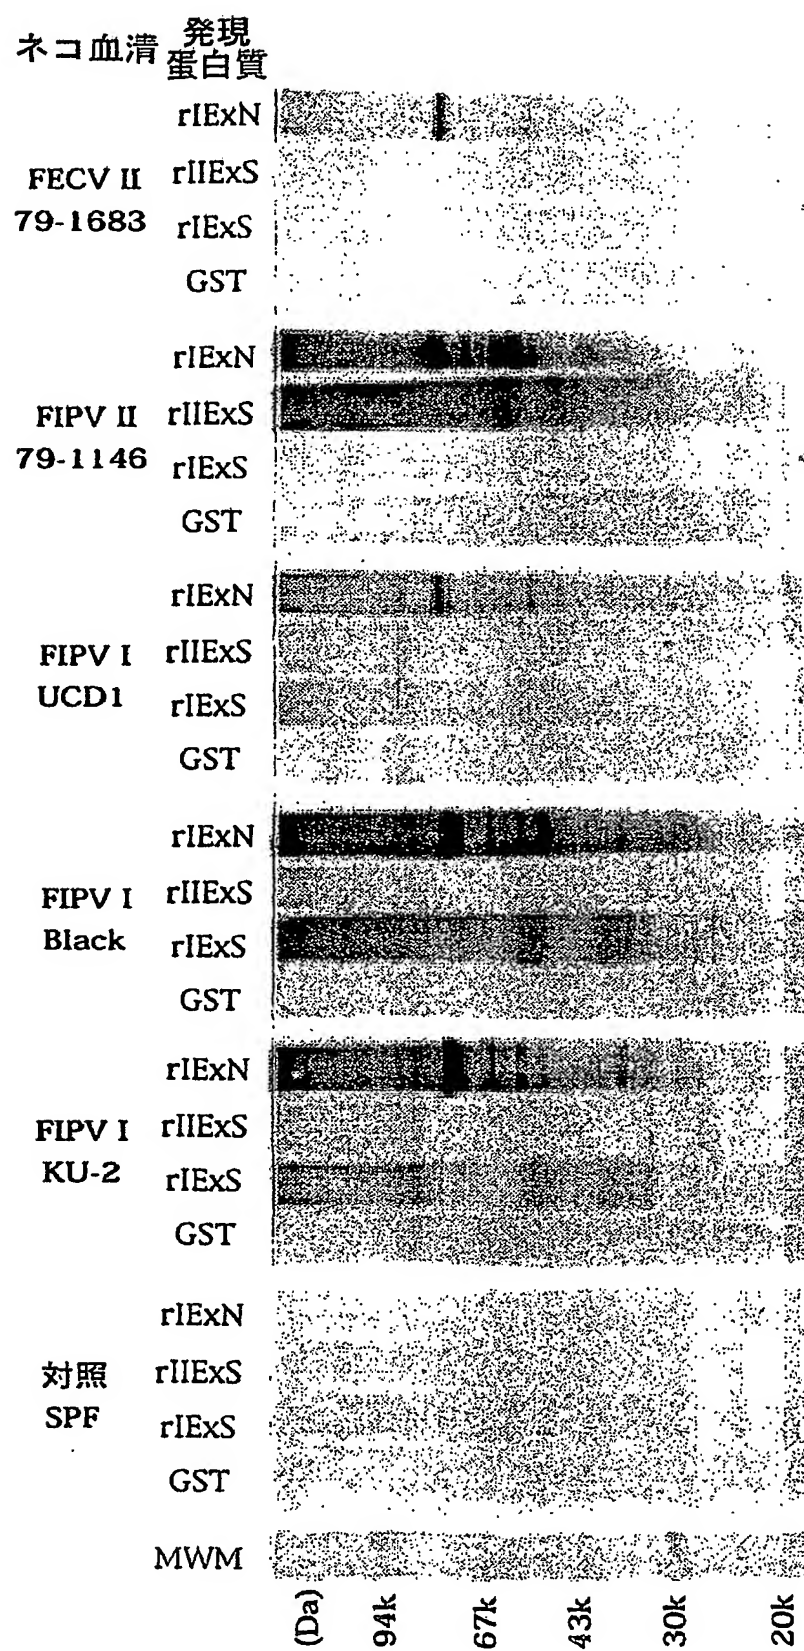 ネコ血清 発現
蛋白質
rIExN
FECV II rIIExS
79-1683 rIExS
GST
rIExN
FIPV II rIIExS
79-1146 rIExS
GST
rIExN
FIPV I rIIExS
UCD1 rIExS
GST
rIExN
FIPV I rIIExS
Black rIExS
GST
rIExN
FIPV I rIIExS
KU-2 rIExS
GST
rIExN
対照 rIIExS
SPF rIExS
GST
MWM
(Da) 94k 67k 43k 30k 20k